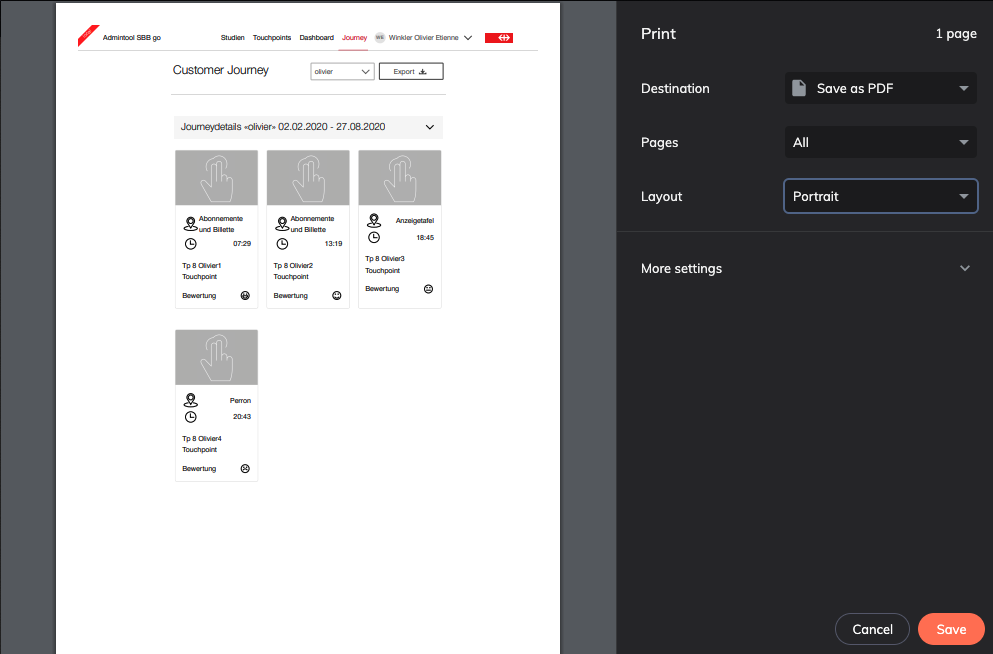 Admintool SBB go
Studien Touchpoints Dashboard Journey WE Winkler Olivier Etienne
Customer Journey
olivier
Export
Journeydetails «olivier» 02.02.2020 - 27.08.2020
Abonnemente
und Billette
07:29
Tp 8 Olivier1
Touchpoint
Bewertung
Abonnemente
und Billette
13:19
Tp 8 Olivier2
Touchpoint
Bewertung
Anzeigetafel
18:45
Tp 8 Olivier3
Touchpoint
Bewertung
Perron
20:43
Tp 8 Olivier4
Touchpoint
Bewertung
Print 1 page
Destination Save as PDF
Pages All
Layout Portrait
More settings
Cancel Save